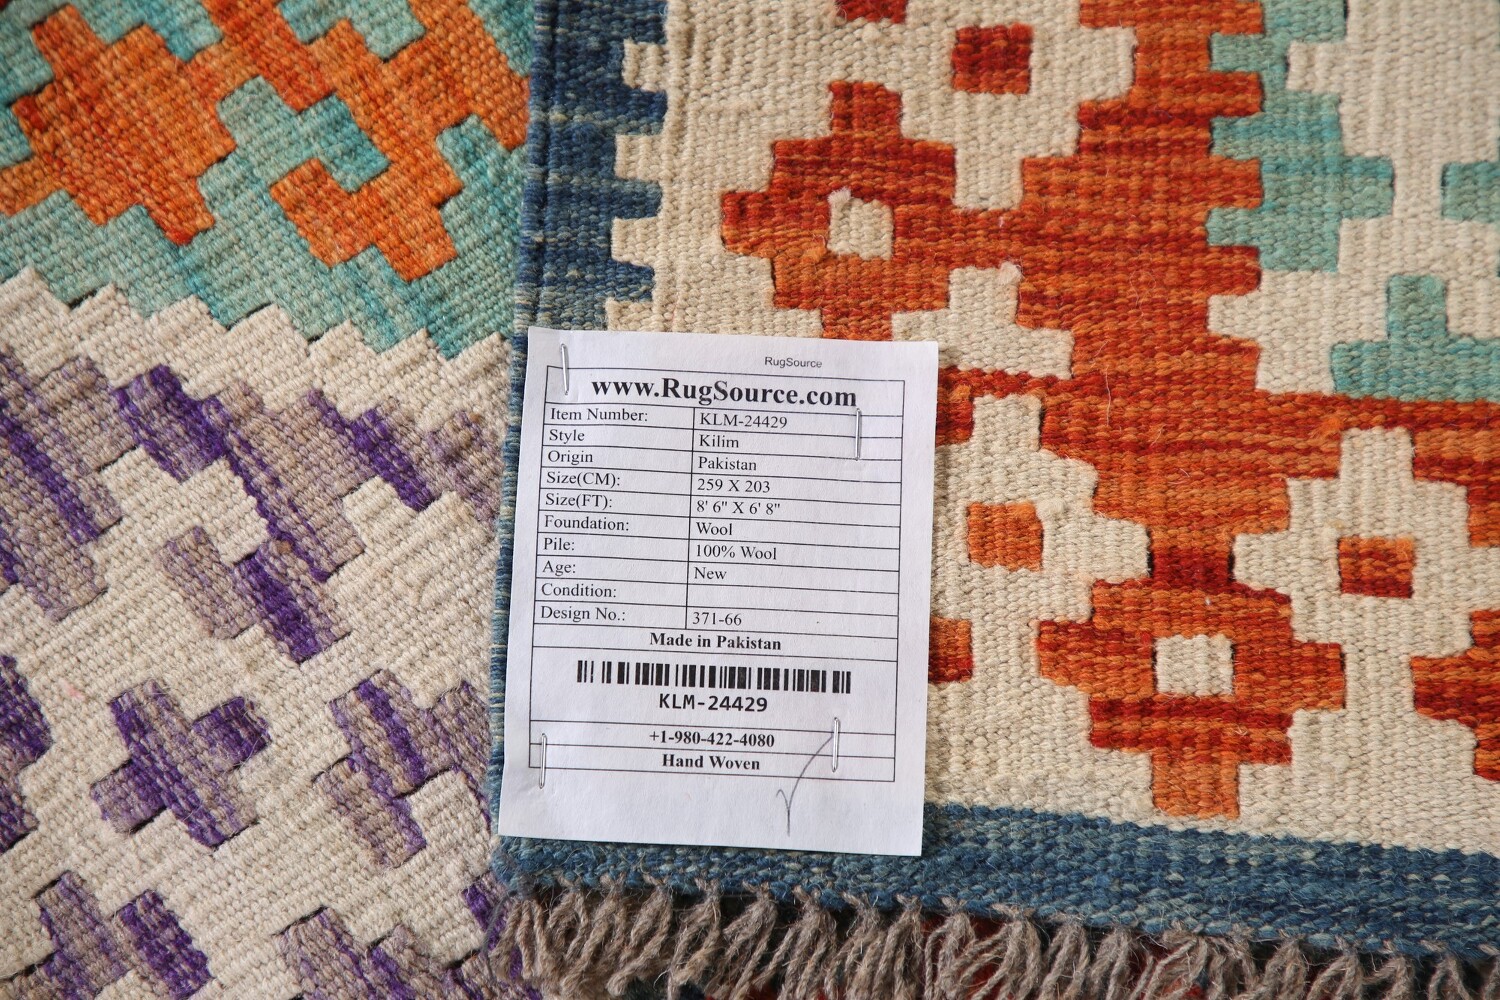 RugSource
www.RugSource.com
Item Number: KLM-24429
Style Kilim
Origin Pakistan
Size(CM): 259 X 203
Size(FT): 8' 6" X 6' 8"
Foundation: Wool
Pile: 100% Wool
Age: New
Condition:
Design No.: 371-66
Made in Pakistan
KLM-24429
+1-980-422-4080
Hand Woven